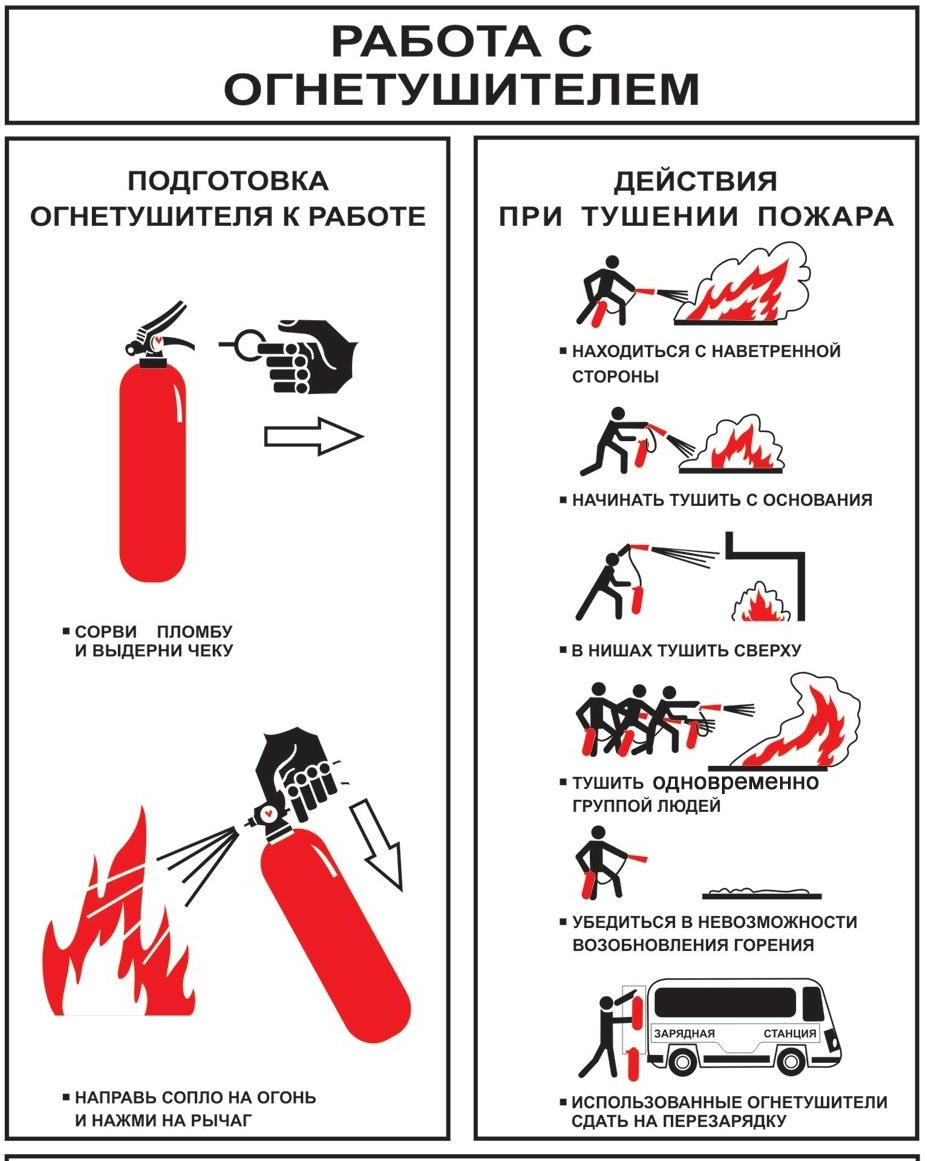 РАБОТА С
ОГНЕТУШИТЕЛЕМ
ПОДГОТОВКА
ОГНЕТУШИТЕЛЯ К РАБОТЕ
▪ СОРВИ ПЛОМБУ
И ВЫДЕРНИ ЧЕКУ
▪ НАПРАВЬ СОПЛО НА ОГОНЬ
И НАЖМИ НА РЫЧАГ
ДЕЙСТВИЯ
ПРИ ТУШЕНИИ ПОЖАРА
▪ НАХОДИТЬСЯ С НАВЕТРЕННОЙ
СТОРОНЫ
▪ НАЧИНАТЬ ТУШИТЬ С ОСНОВАНИЯ
▪ В НИШАХ ТУШИТЬ СВЕРХУ
▪ ТУШИТЬ одновременно
ГРУППОЙ ЛЮДЕЙ
▪ УБЕДИТЬСЯ В НЕВОЗМОЖНОСТИ
ВОЗОБНОВЛЕНИЯ ГОРЕНИЯ
ЗАРЯДНАЯ СТАНЦИЯ
▪ ИСПОЛЬЗОВАННЫЕ ОГНЕТУШИТЕЛИ
СДАТЬ НА ПЕРЕЗАРЯДКУ